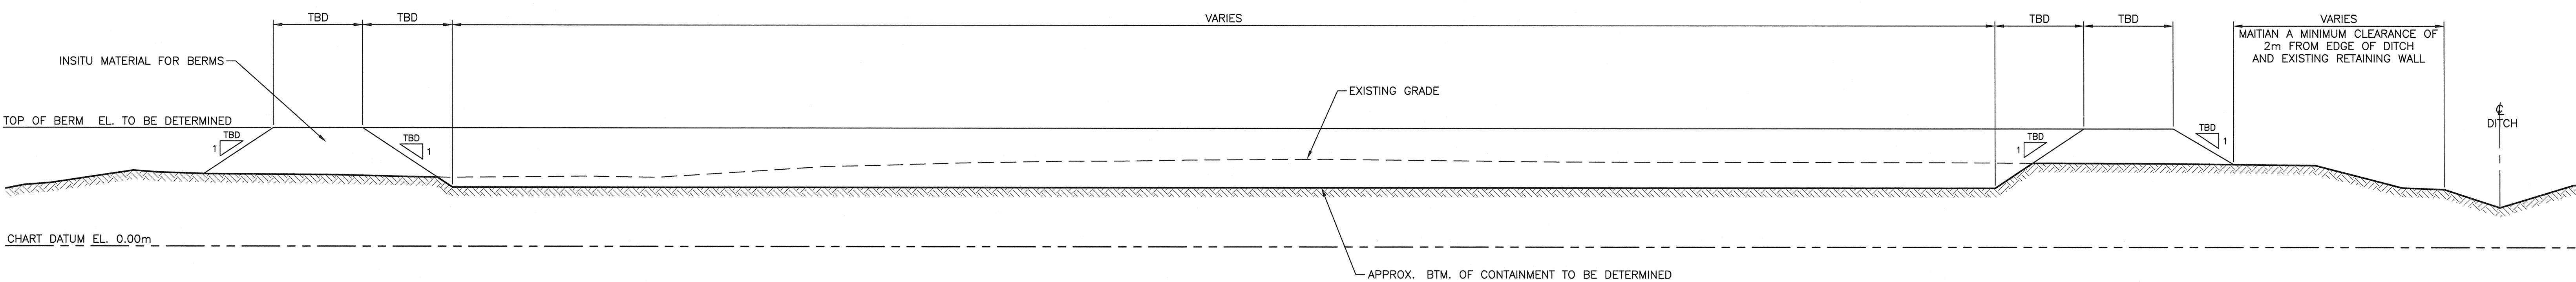 TBD
TBD
VARIES
TBD
TBD
VARIES
MAITIAN A MINIMUM CLEARANCE OF
2m FROM EDGE OF DITCH
AND EXISTING RETAINING WALL
INSITU MATERIAL FOR BERMS
EXISTING GRADE
TOP OF BERM EL. TO BE DETERMINED
TBD
1
TBD
1
TBD
1
TBD
1
℄
DITCH
CHART DATUM EL. 0.00m
APPROX. BTM. OF CONTAINMENT TO BE DETERMINED